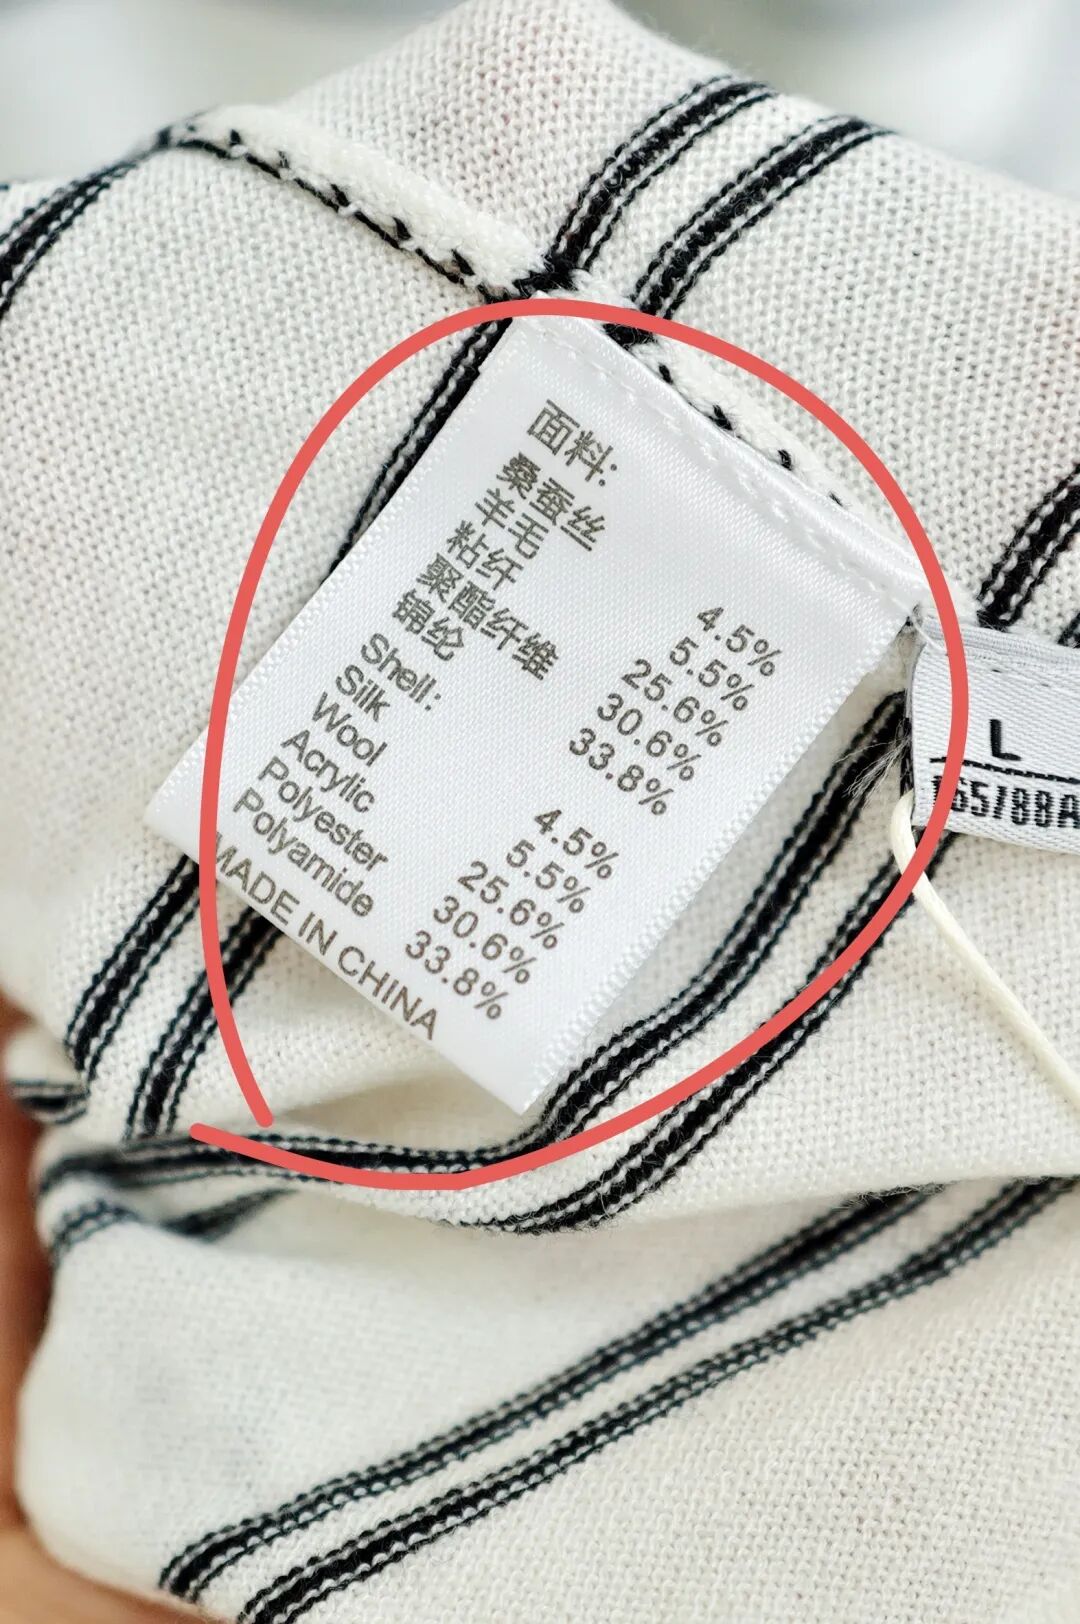 面料:
桑蚕丝 4.5%
羊毛 5.5%
粘纤 25.6%
聚酯纤维 30.6%
锦纶 33.8%
Shell:
Silk 4.5%
Wool 5.5%
Acrylic 25.6%
Polyester 30.6%
Polyamide 33.8%
MADE IN CHINA
L